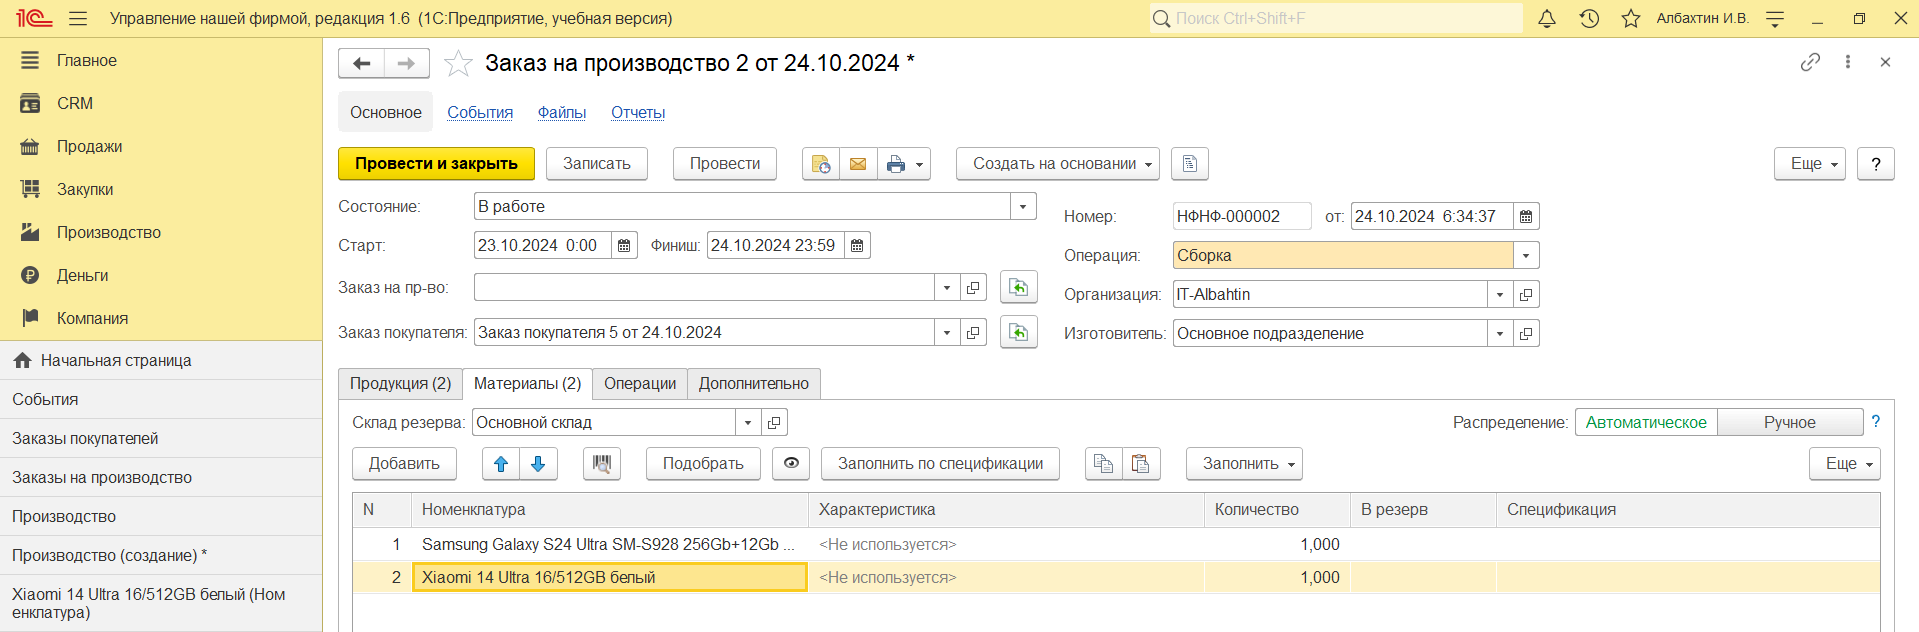 1С Управление нашей фирмой, редакция 1.6 (1С:Предприятие, учебная версия) Поиск Ctrl+Shift+F Албахтин И.В.
Главное
CRM
Продажи
Закупки
Производство
Деньги
Компания
Начальная страница
События
Заказы покупателей
Заказы на производство
Производство
Производство (создание) *
Xiaomi 14 Ultra 16/512GB белый (Ном
енклатура)
Заказ на производство 2 от 24.10.2024 *
Основное События Файлы Отчеты
Провести и закрыть Записать Провести Создать на основании Еще ?
Состояние: В работе
Номер: НФНФ-000002 от: 24.10.2024 6:34:37
Старт: 23.10.2024 0:00 Финиш: 24.10.2024 23:59
Операция: Сборка
Заказ на пр-во:
Организация: IT-Albahtin
Заказ покупателя: Заказ покупателя 5 от 24.10.2024
Изготовитель: Основное подразделение
Продукция (2) Материалы (2) Операции Дополнительно
Склад резерва: Основной склад Распределение: Автоматическое Ручное ?
Добавить Подобрать Заполнить по спецификации Заполнить Еще
N Номенклатура Характеристика Количество В резерв Спецификация
1 Samsung Galaxy S24 Ultra SM-S928 256Gb+12Gb ... <Не используется> 1,000
2 Xiaomi 14 Ultra 16/512GB белый <Не используется> 1,000